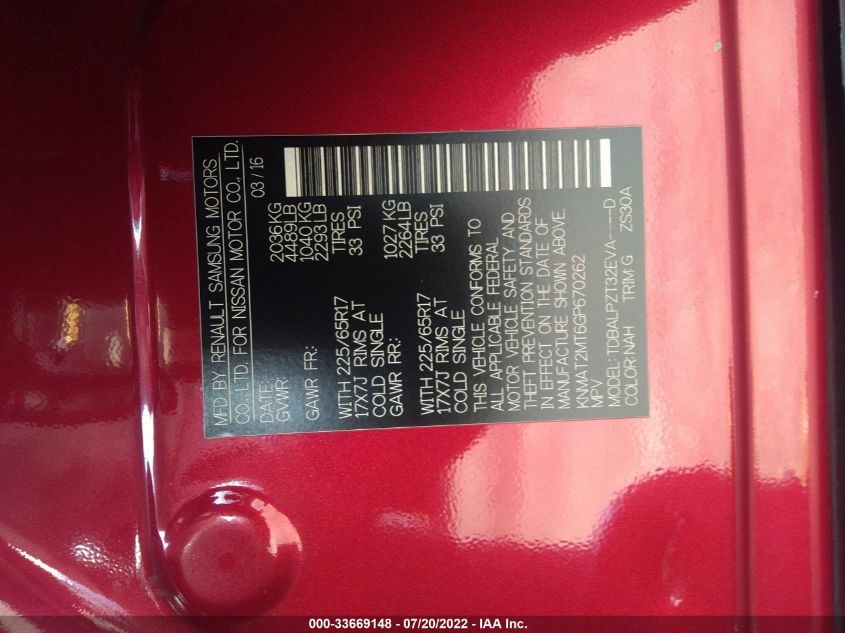 MFD BY RENAULT SAMSUNG MOTORS
CO., LTD. FOR NISSAN MOTOR CO., LTD.
DATE: 03/16
GVWR: 2036KG
4489LB
GAWR FR: 1040 KG
2293 LB
WITH 225/65R17 TIRES
17X7J RIMS AT 33 PSI
COLD SINGLE
GAWR RR: 1027 KG
2264LB
WITH 225/65R17 TIRES
17X7J RIMS AT 33 PSI
COLD SINGLE
THIS VEHICLE CONFORMS TO
ALL APPLICABLE FEDERAL
MOTOR VEHICLE SAFETY AND
THEFT PREVENTION STANDARDS
IN EFFECT ON THE DATE OF
MANUFACTURE SHOWN ABOVE.
KNMAT2MT6GP670262
MPV
MODEL:TDBALPZT32EVA----D
COLOR:NAH TRIM:G ZS30A
000-33669148 - 07/20/2022 - IAA Inc.